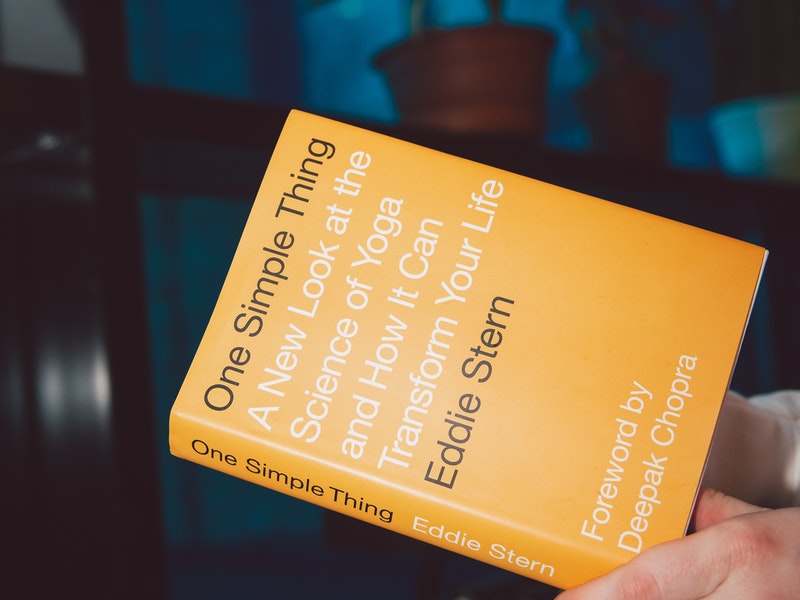 One Simple Thing
A New Look at the
Science of Yoga
and How It Can
Transform Your Life
Eddie Stern
Foreword by
Deepak Chopra
One Simple Thing Eddie Stern